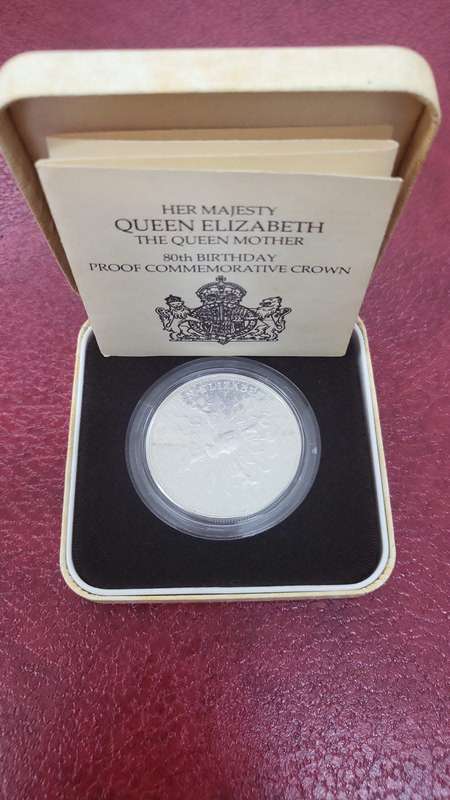 HER MAJESTY
QUEEN ELIZABETH
THE QUEEN MOTHER
80th BIRTHDAY
PROOF COMMEMORATIVE CROWN